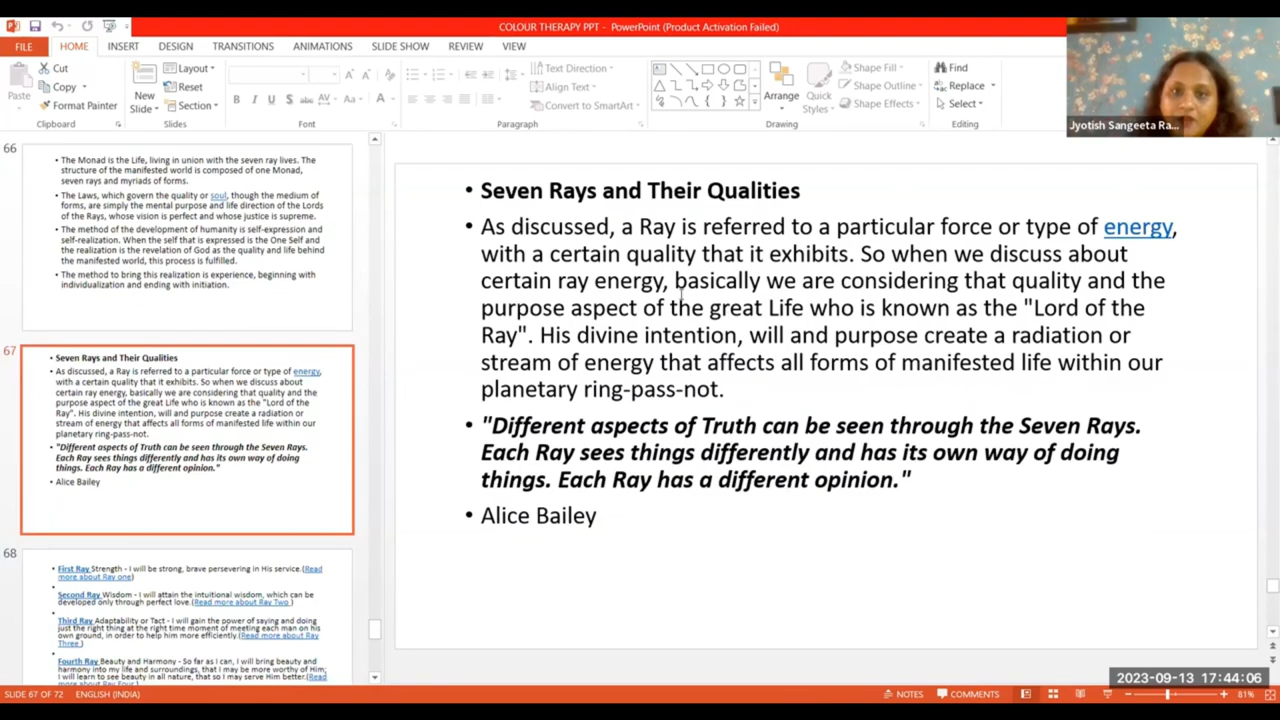 COLOUR THERAPY PPT - PowerPoint (Product Activation Failed)
FILE HOME INSERT DESIGN TRANSITIONS ANIMATIONS SLIDE SHOW REVIEW VIEW
Cut
Copy
Format Painter
Paste
Clipboard
New
Slide
Layout
Reset
Section
Slides
B I U S abc AV Aa A
Font
Text Direction
Align Text
Convert to SmartArt
Paragraph
Arrange
Quick
Styles
Shape Fill
Shape Outline
Shape Effects
Drawing
Find
Replace
Select
Editing
Jyotish Sangeeta Ra...
66
• The Monad is the Life, living in union with the seven ray lives. The
structure of the manifested world is composed of one Monad,
seven rays and myriads of forms.
• The Laws, which govern the quality or soul, though the medium of
forms, are simply the mental purpose and life direction of the Lords
of the Rays, whose vision is perfect and whose justice is supreme.
• The method of the development of humanity is self-expression and
self-realization. When the self that is expressed is the One Self and
the realization is the revelation of God as the quality and life behind
the manifested world, this process is fulfilled.
• The method to bring this realization is experience, beginning with
individualization and ending with initiation.
67
• Seven Rays and Their Qualities
• As discussed, a Ray is referred to a particular force or type of energy,
with a certain quality that it exhibits. So when we discuss about
certain ray energy, basically we are considering that quality and the
purpose aspect of the great Life who is known as the "Lord of the
Ray". His divine intention, will and purpose create a radiation or
stream of energy that affects all forms of manifested life within our
planetary ring-pass-not.
• "Different aspects of Truth can be seen through the Seven Rays.
Each Ray sees things differently and has its own way of doing
things. Each Ray has a different opinion."
• Alice Bailey
68
• First Ray Strength - I will be strong, brave persevering in His service.(Read
more about Ray one)
• Second Ray Wisdom - I will attain the intuitional wisdom, which can be
developed only through perfect love.(Read more about Ray Two )
• Third Ray Adaptability or Tact - I will gain the power of saying and doing
just the right thing at the right time moment of meeting each man on his
own ground, in order to help him more efficiently.(Read more about Ray
Three )
• Fourth Ray Beauty and Harmony - So far as I can, I will bring beauty and
harmony into my life and surroundings, that I may be more worthy of Him;
I will learn to see beauty in all nature, that so I may serve Him better.(Read
more about Ray Four )
• Seven Rays and Their Qualities
• As discussed, a Ray is referred to a particular force or type of energy,
with a certain quality that it exhibits. So when we discuss about
certain ray energy, basically we are considering that quality and the
purpose aspect of the great Life who is known as the "Lord of the
Ray". His divine intention, will and purpose create a radiation or
stream of energy that affects all forms of manifested life within our
planetary ring-pass-not.
• "Different aspects of Truth can be seen through the Seven Rays.
Each Ray sees things differently and has its own way of doing
things. Each Ray has a different opinion."
• Alice Bailey
2023-09-13 17:44:06
SLIDE 67 OF 72 ENGLISH (INDIA) NOTES COMMENTS 81%